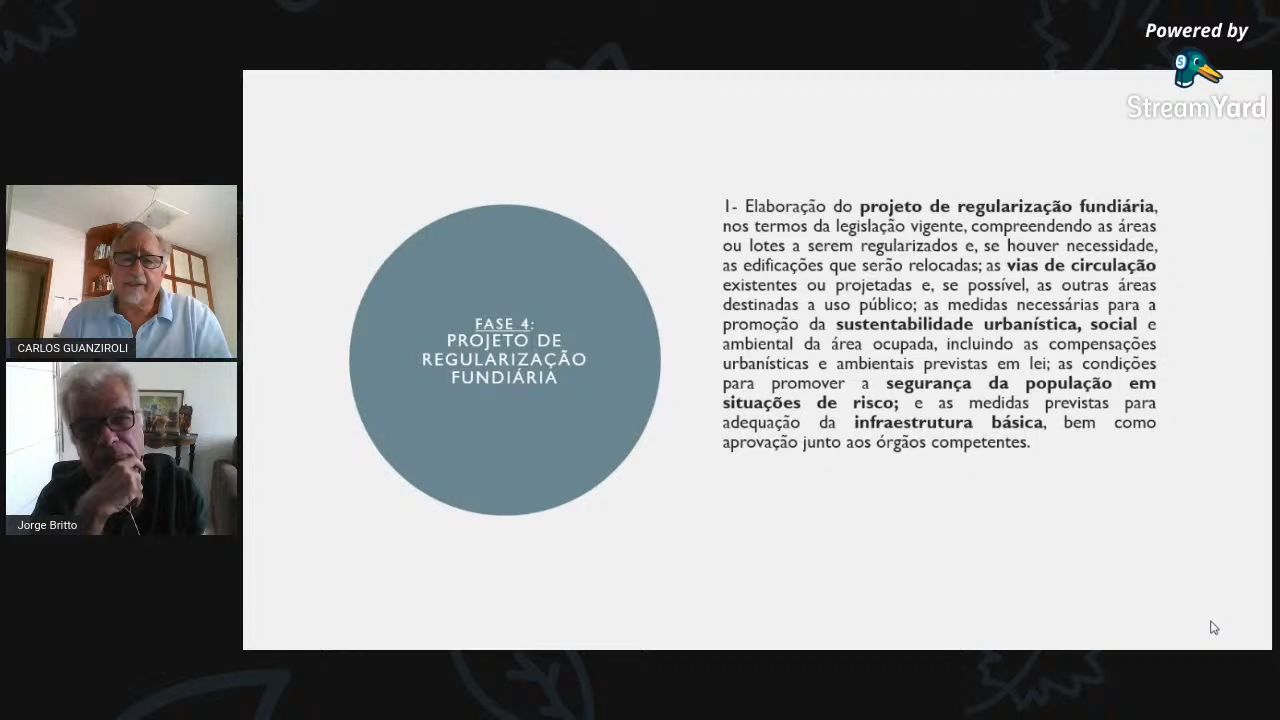 Powered by
StreamYard
CARLOS GUANZIROLI
Jorge Britto
FASE 4:
PROJETO DE
REGULARIZAÇÃO
FUNDIÁRIA
1- Elaboração do projeto de regularização fundiária,
nos termos da legislação vigente, compreendendo as áreas
ou lotes a serem regularizados e, se houver necessidade,
as edificações que serão relocadas; as vias de circulação
existentes ou projetadas e, se possível, as outras áreas
destinadas a uso público; as medidas necessárias para a
promoção da sustentabilidade urbanística, social e
ambiental da área ocupada, incluindo as compensações
urbanísticas e ambientais previstas em lei; as condições
para promover a segurança da população em
situações de risco; e as medidas previstas para
adequação da infraestrutura básica, bem como
aprovação junto aos órgãos competentes.